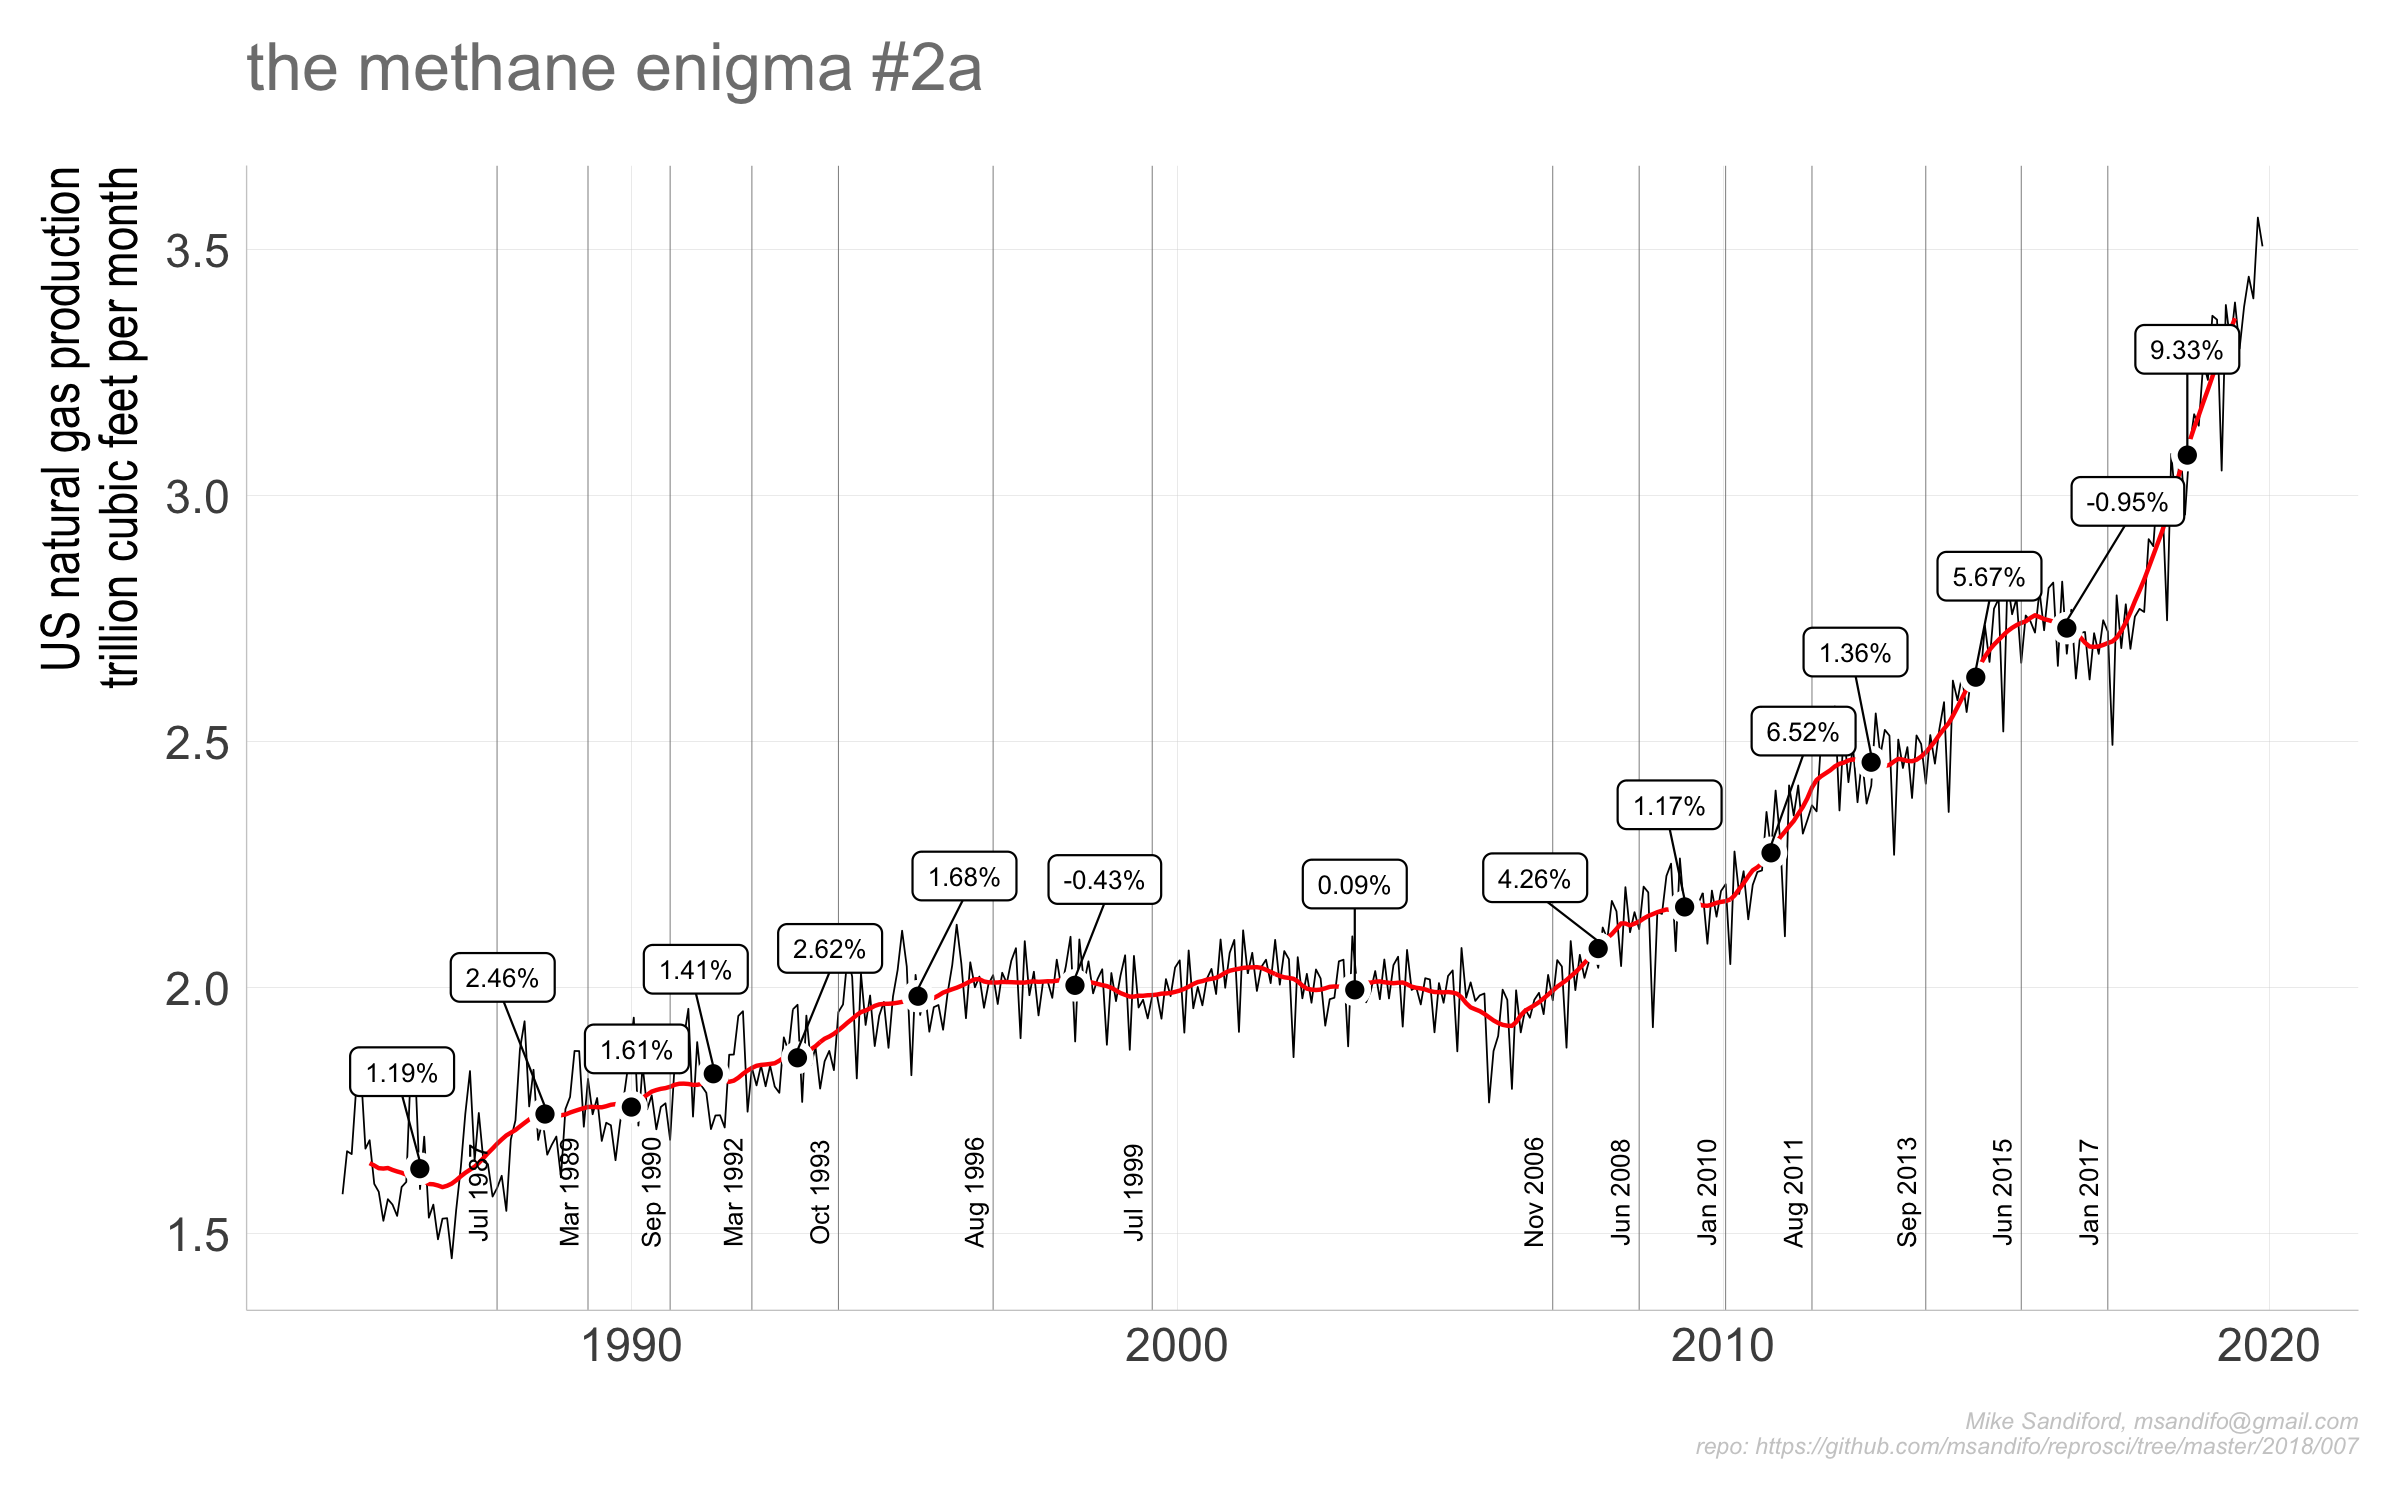 the methane enigma #2a
US natural gas production
trillion cubic feet per month
3.5
3.0
2.5
2.0
1.5
1.19%
2.46%
1.61%
1.41%
2.62%
1.68%
-0.43%
0.09%
4.26%
1.17%
6.52%
1.36%
5.67%
-0.95%
9.33%
Jul 1987
Mar 1989
Sep 1990
Mar 1992
Oct 1993
Aug 1996
Jul 1999
Nov 2006
Jun 2008
Jan 2010
Aug 2011
Sep 2013
Jun 2015
Jan 2017
1990
2000
2010
2020
Mike Sandiford, msandifo@gmail.com
repo: https://github.com/msandifo/reprosci/tree/master/2018/007